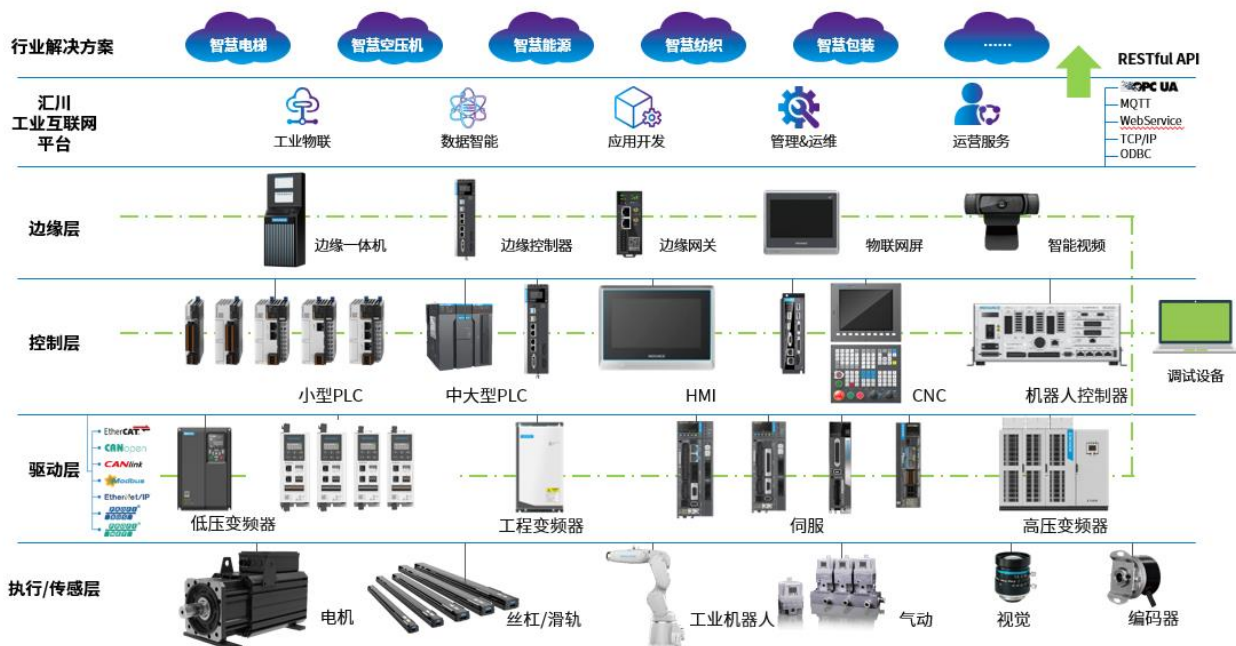 行业解决方案
智慧电梯
智慧空压机
智慧能源
智慧纺织
智慧包装
......
RESTful API
汇川
工业互联网
平台
工业物联
数据智能
应用开发
管理&运维
运营服务
OPC UA
MQTT
WebService
TCP/IP
ODBC
边缘层
边缘一体机
边缘控制器
边缘网关
物联网屏
智能视频
控制层
小型PLC
中大型PLC
HMI
CNC
机器人控制器
调试设备
驱动层
EtherCAT
CANopen
CANlink
Modbus
EtherNet/IP
低压变频器
工程变频器
伺服
高压变频器
执行/传感层
电机
丝杠/滑轨
工业机器人
气动
视觉
编码器